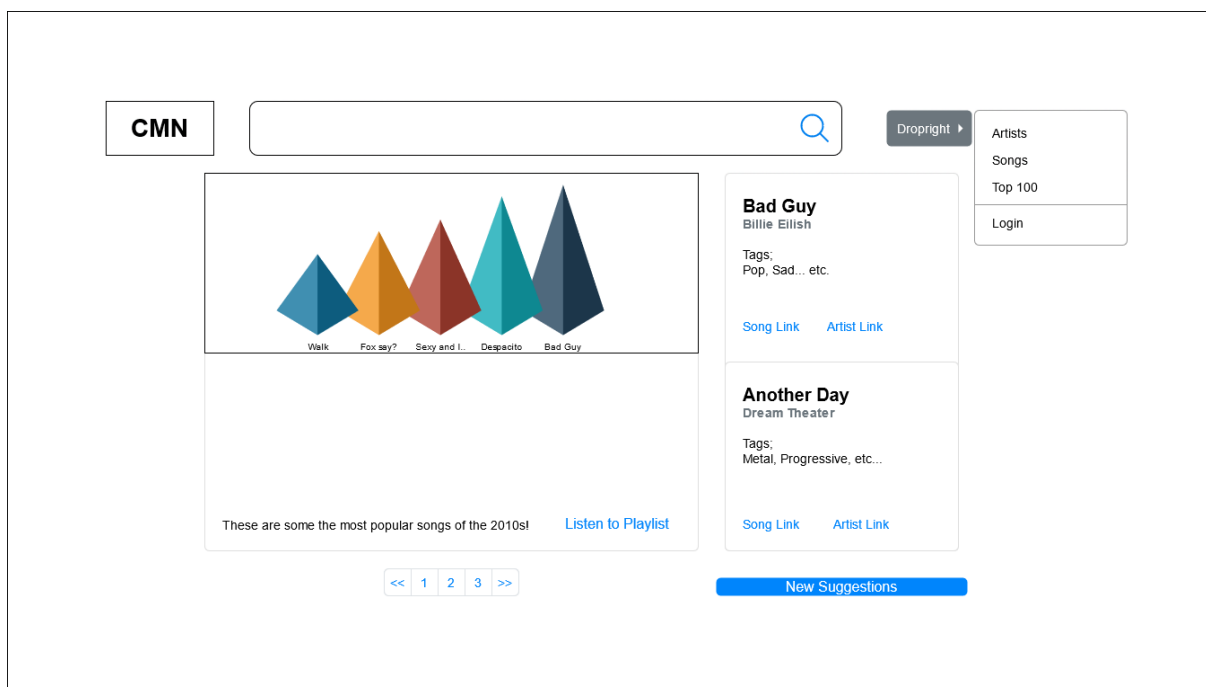 CMN
Dropright
Artists
Songs
Top 100
Login
Walk
Fox say?
Sexy and I..
Despacito
Bad Guy
These are some the most popular songs of the 2010s!
Listen to Playlist
<< 1 2 3 >>
Bad Guy
Billie Eilish
Tags;
Pop, Sad... etc.
Song Link
Artist Link
Another Day
Dream Theater
Tags;
Metal, Progressive, etc...
Song Link
Artist Link
New Suggestions